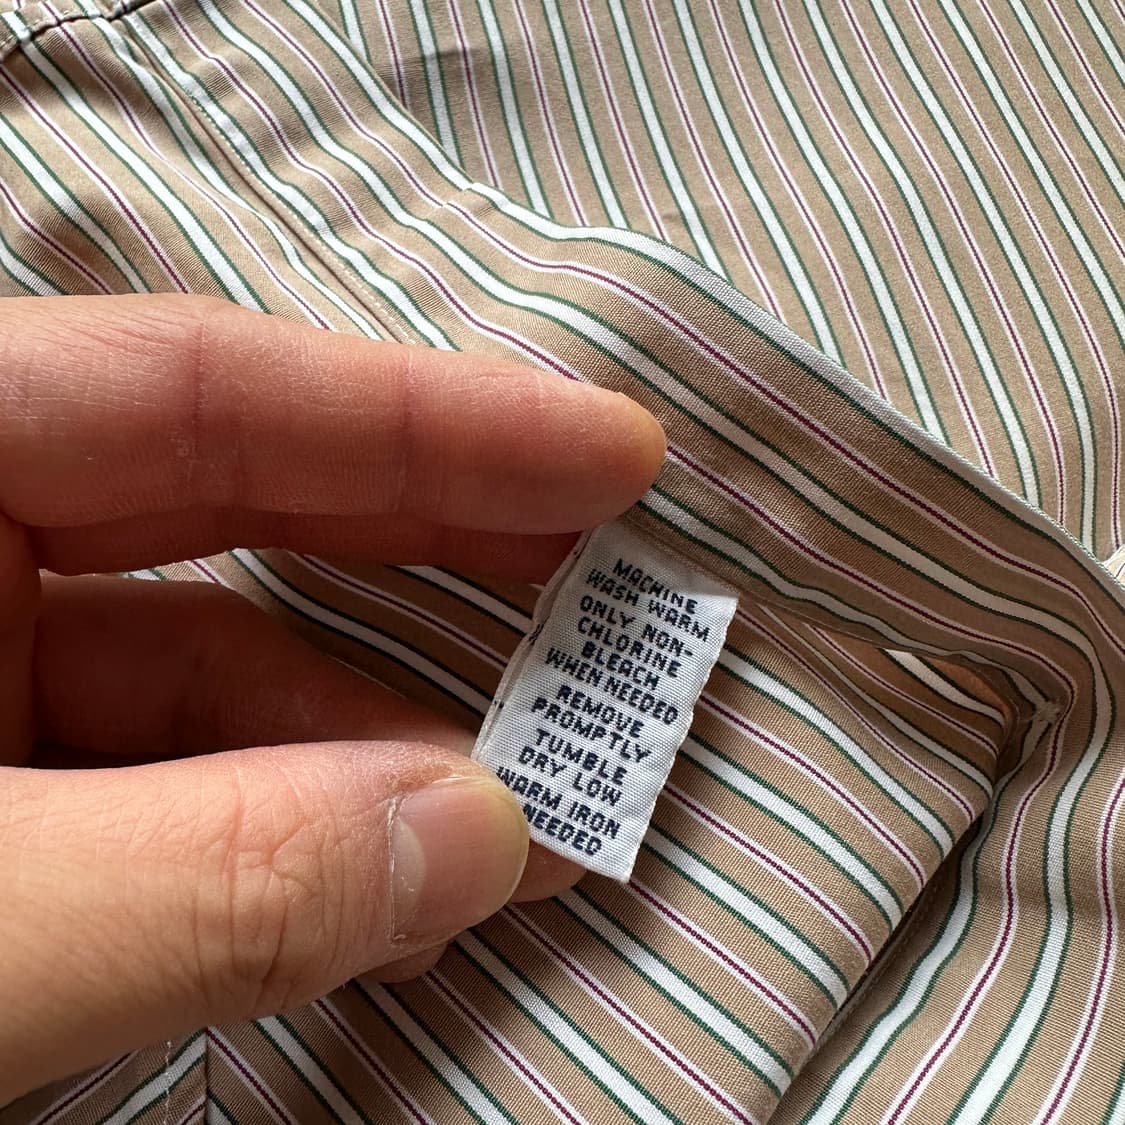 MACHINE
WASH WARM
ONLY NON-
CHLORINE
BLEACH
WHEN NEEDED
REMOVE
PROMPTLY
TUMBLE
DRY LOW
WARM IRON
NEEDED